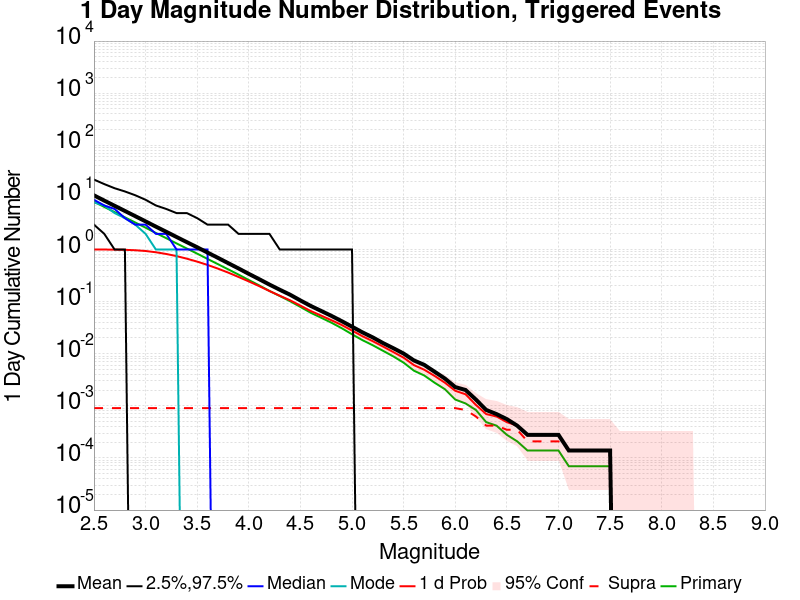 1 Day Magnitude Number Distribution, Triggered Events
10^4
10^3
10^2
10^1
10^0
10^-1
10^-2
10^-3
10^-4
10^-5
1 Day Cumulative Number
2.5 3.0 3.5 4.0 4.5 5.0 5.5 6.0 6.5 7.0 7.5 8.0 8.5 9.0
Magnitude
Mean 2.5%,97.5% Median Mode 1 d Prob 95% Conf Supra Primary